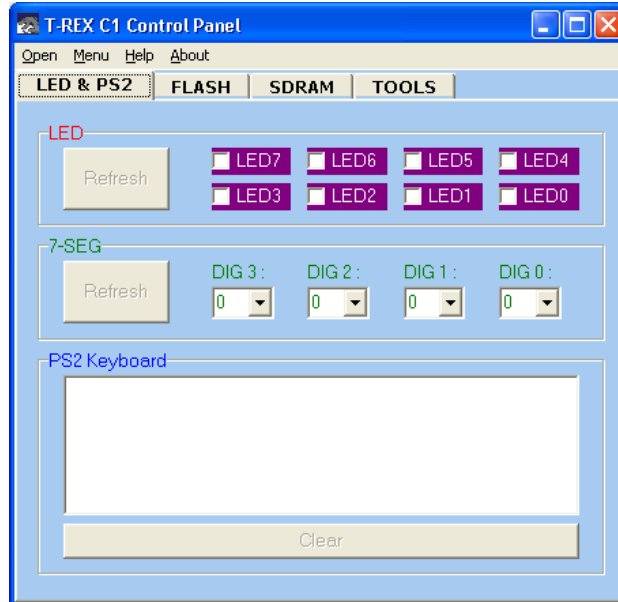 T-REX C1 Control Panel
Open Menu Help About
LED & PS2 FLASH SDRAM TOOLS
LED
Refresh
LED7 LED6 LED5 LED4
LED3 LED2 LED1 LED0
7-SEG
Refresh
DIG 3 : DIG 2 : DIG 1 : DIG 0 :
0 0 0 0
PS2 Keyboard
Clear